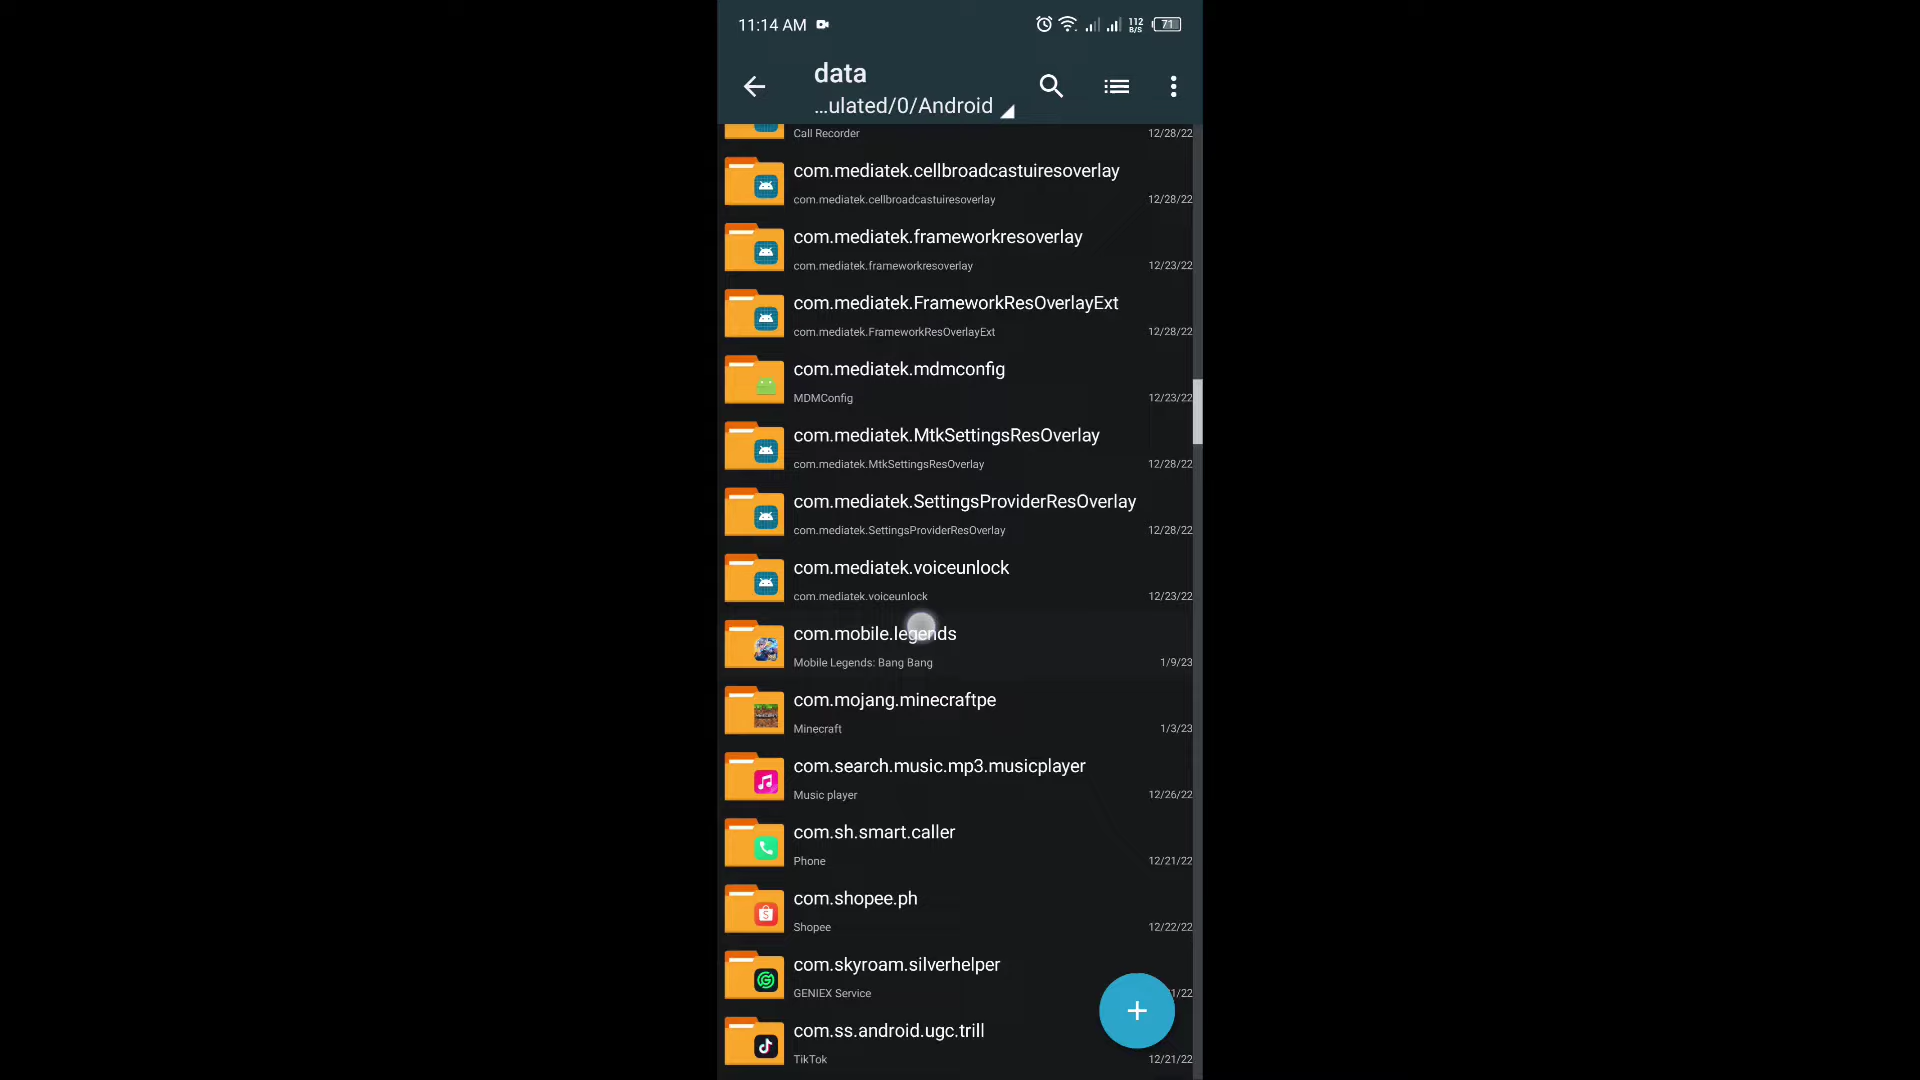 11:14 AM
112
B/S
71
data
...ulated/0/Android
Call Recorder
12/28/22
com.mediatek.cellbroadcastuiresoverlay
com.mediatek.cellbroadcastuiresoverlay
12/28/22
com.mediatek.frameworkresoverlay
com.mediatek.frameworkresoverlay
12/23/22
com.mediatek.FrameworkResOverlayExt
com.mediatek.FrameworkResOverlayExt
12/28/22
com.mediatek.mdmconfig
MDMConfig
12/23/22
com.mediatek.MtkSettingsResOverlay
com.mediatek.MtkSettingsResOverlay
12/28/22
com.mediatek.SettingsProviderResOverlay
com.mediatek.SettingsProviderResOverlay
12/28/22
com.mediatek.voiceunlock
com.mediatek.voiceunlock
12/23/22
com.mobile.legends
Mobile Legends: Bang Bang
1/9/23
com.mojang.minecraftpe
Minecraft
1/3/23
com.search.music.mp3.musicplayer
Music player
12/26/22
com.sh.smart.caller
Phone
12/21/22
com.shopee.ph
Shopee
12/22/22
com.skyroam.silverhelper
GENIEX Service
1/22
com.ss.android.ugc.trill
TikTok
12/21/22